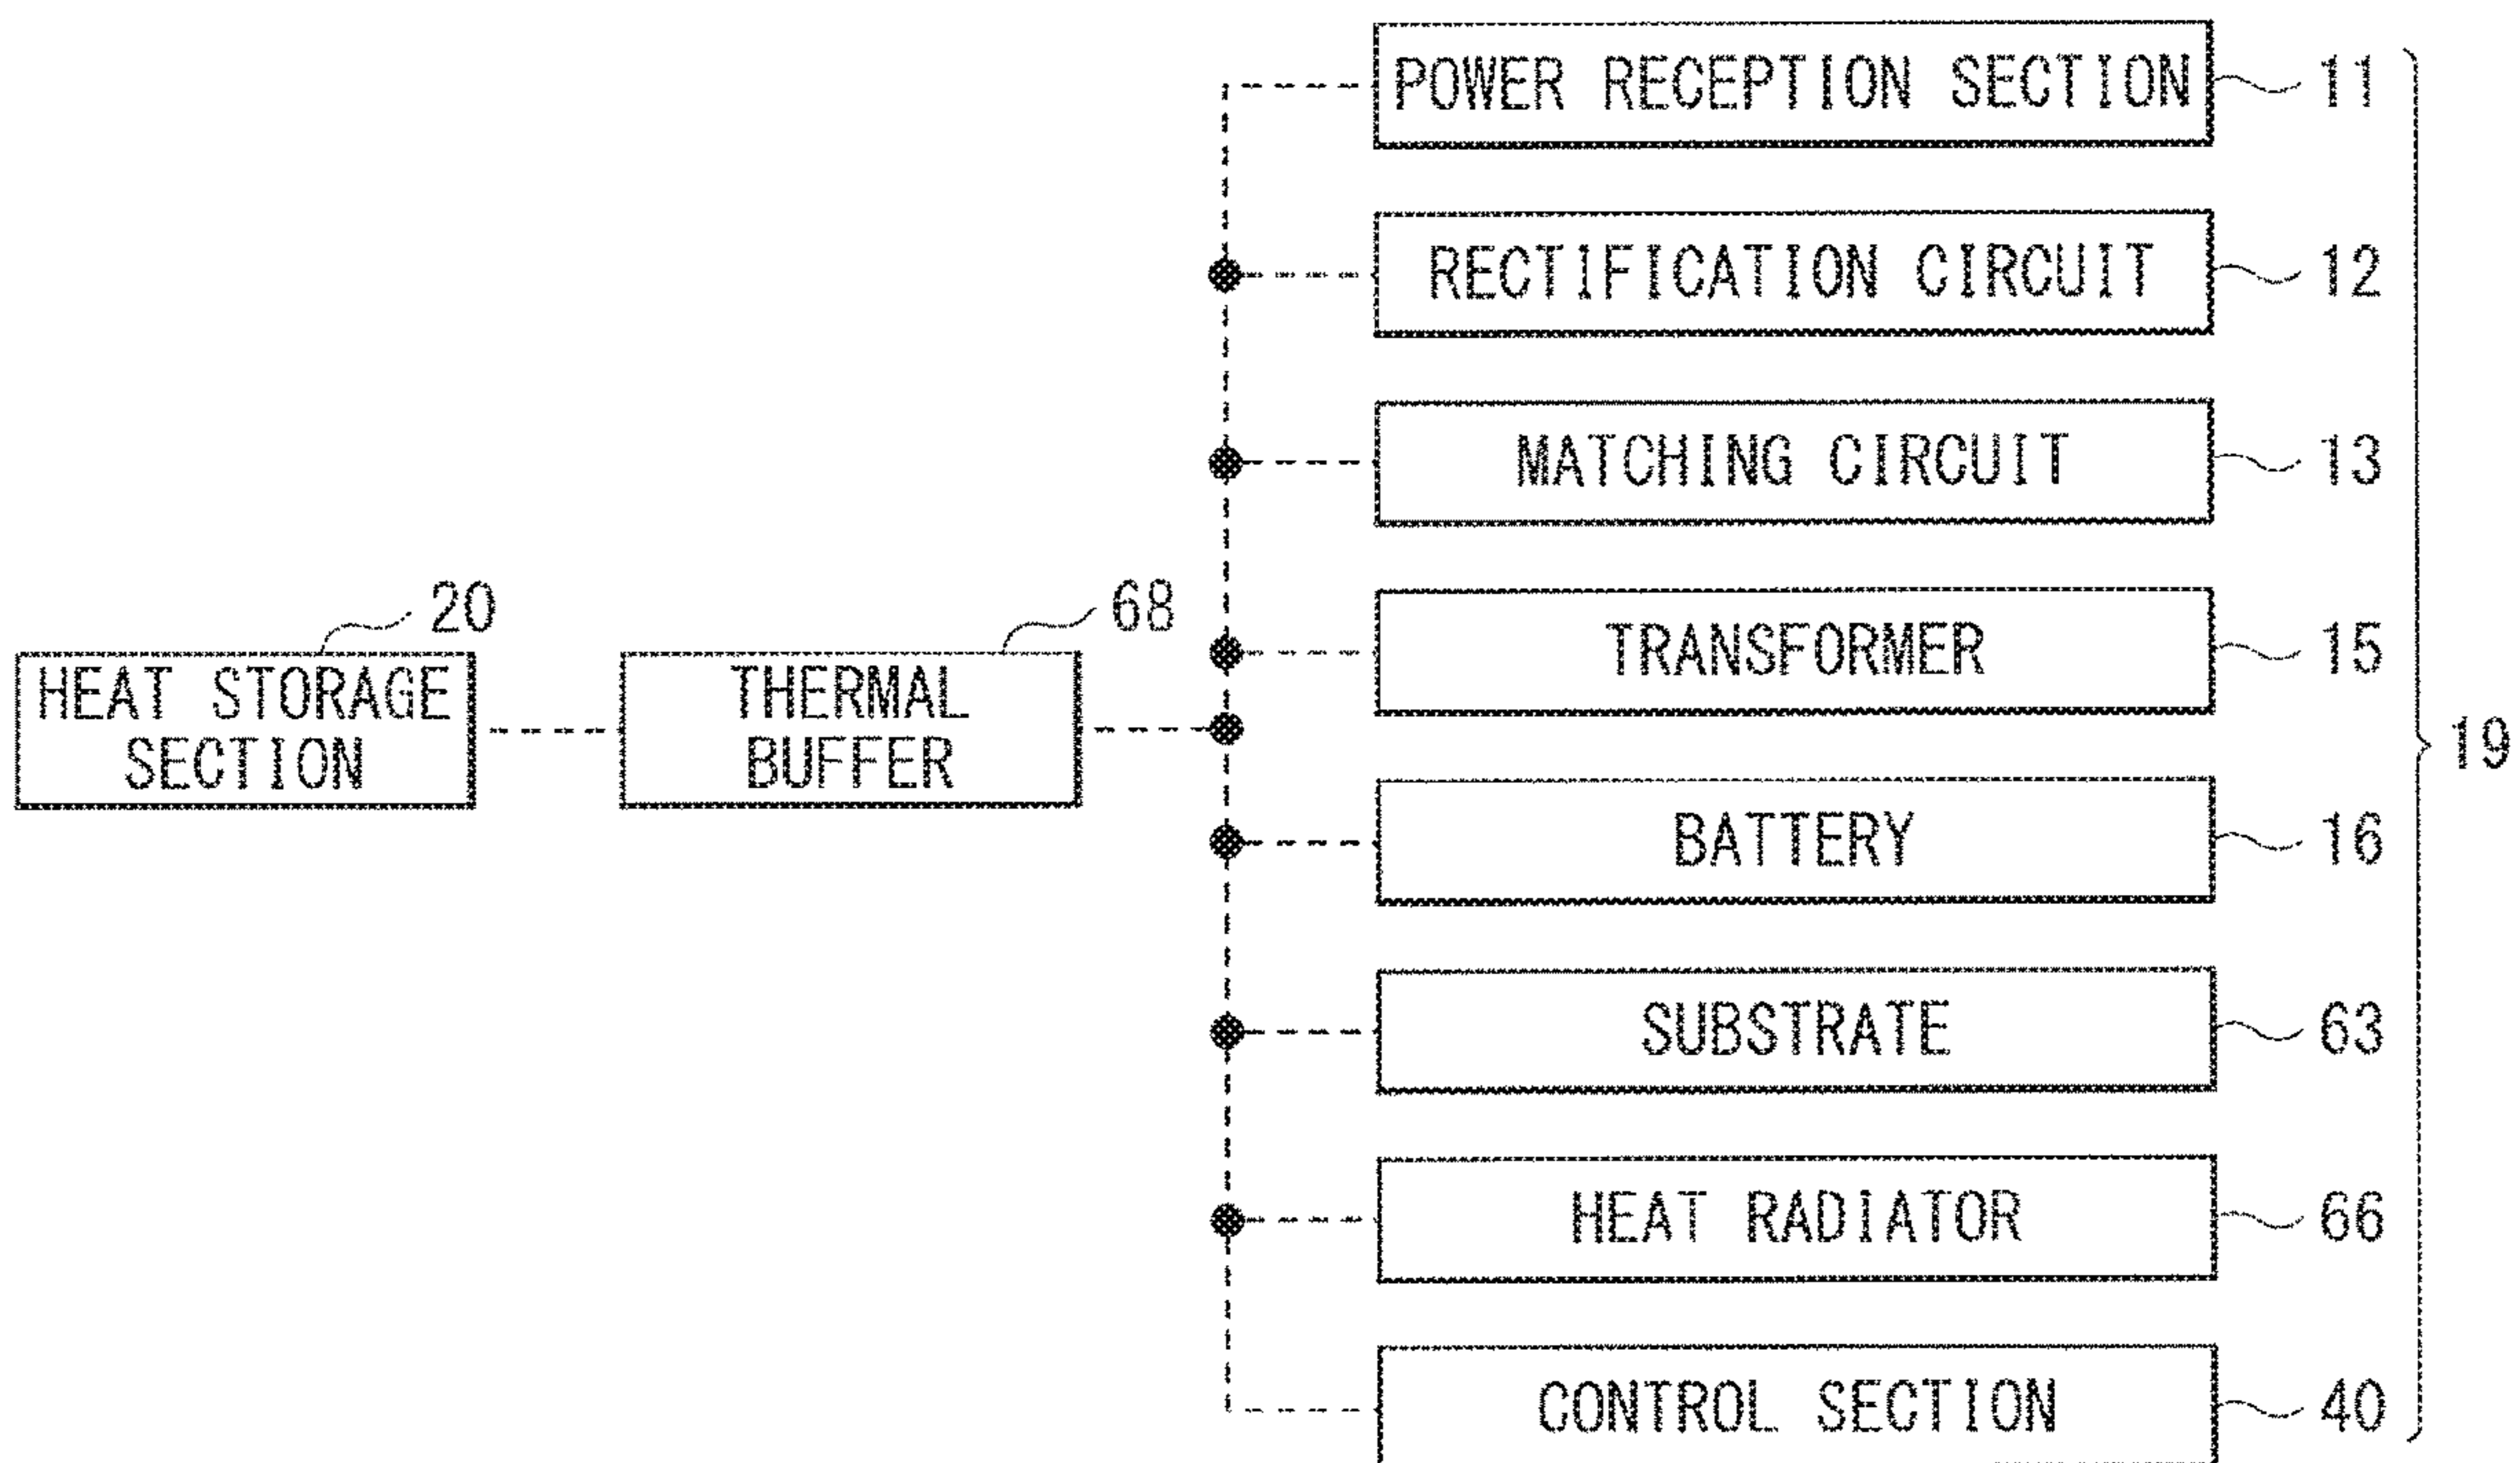 POWER RECEPTION SECTION 11
RECTIFICATION CIRCUIT 12
MATCHING CIRCUIT 13
20
68
TRANSFORMER 15
HEAT STORAGE
SECTION
THERMAL
BUFFER
19
BATTERY 16
SUBSTRATE 63
HEAT RADIATOR 66
CONTROL SECTION 40